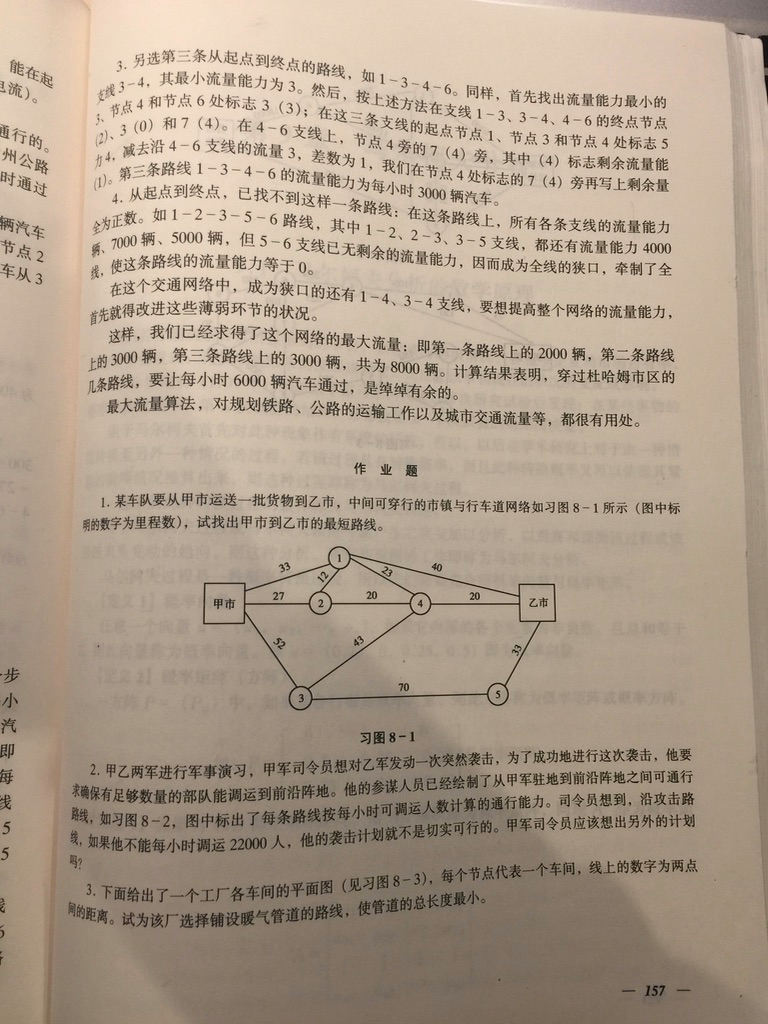 能在起
电流）。
通行的。
州公路
时通过
辆汽车
节点 2
车从 3
一步
小
汽
即
每
线
5
5
3. 另选第三条从起点到终点的路线，如 1－3－4－6。同样，首先找出流量能力最小的
支线 3－4，其最小流量能力为 3。然后，按上述方法在支线 1－3、3－4、4－6 的终点节点
3、节点 4 和节点 6 处标志 3（3）；在这三条支线的起点节点 1、节点 3 和节点 4 处标志 5
（2）、3（0）和 7（4）。在 4－6 支线上，节点 4 旁的 7（4）旁，其中（4）标志剩余流量能
力 4，减去沿 4－6 支线的流量 3，差数为 1，我们在节点 4 处标志的 7（4）旁再写上剩余量
（1）。第三条路线 1－3－4－6 的流量能力为每小时 3000 辆汽车。
4. 从起点到终点，已找不到这样一条路线：在这条路线上，所有各条支线的流量能力
全为正数。如 1－2－3－5－6 路线，其中 1－2、2－3、3－5 支线，都还有流量能力 4000
辆、7000 辆、5000 辆，但 5－6 支线已无剩余的流量能力，因而成为全线的狭口，牵制了全
线，使这条路线的流量能力等于 0。
在这个交通网络中，成为狭口的还有 1－4、3－4 支线，要想提高整个网络的流量能力，
首先就得改进这些薄弱环节的状况。
这样，我们已经求得了这个网络的最大流量：即第一条路线上的 2000 辆，第二条路线
上的 3000 辆，第三条路线上的 3000 辆，共为 8000 辆。计算结果表明，穿过杜哈姆市区的
几条路线，要让每小时 6000 辆汽车通过，是绰绰有余的。
最大流量算法，对规划铁路、公路的运输工作以及城市交通流量等，都很有用处。
作 业 题
1. 某车队要从甲市运送一批货物到乙市，中间可穿行的市镇与行车道网络如习图 8－1 所示（图中标
明的数字为里程数），试找出甲市到乙市的最短路线。
1
33
12
23
40
甲市
27
2
20
4
20
乙市
52
43
33
3
70
5
习图 8－1
2. 甲乙两军进行军事演习，甲军司令员想对乙军发动一次突然袭击，为了成功地进行这次袭击，他要
求确保有足够数量的部队能调运到前沿阵地。他的参谋人员已经绘制了从甲军驻地到前沿阵地之间可通行
路线，如习图 8－2，图中标出了每条路线按每小时可调运人数计算的通行能力。司令员想到，沿攻击路
线，如果他不能每小时调运 22000 人，他的袭击计划就不是切实可行的。甲军司令员应该想出另外的计划
吗？
3. 下面给出了一个工厂各车间的平面图（见习图 8－3），每个节点代表一个车间，线上的数字为两点
间的距离。试为该厂选择铺设暖气管道的路线，使管道的总长度最小。
— 157 —